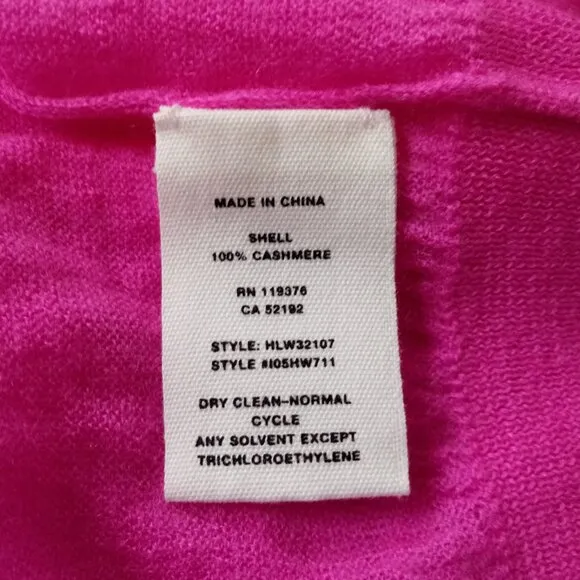 MADE IN CHINA
SHELL
100% CASHMERE
RN 119376
CA 52192
STYLE: HLW32107
STYLE #I05HW711
DRY CLEAN-NORMAL
CYCLE
ANY SOLVENT EXCEPT
TRICHLOROETHYLENE